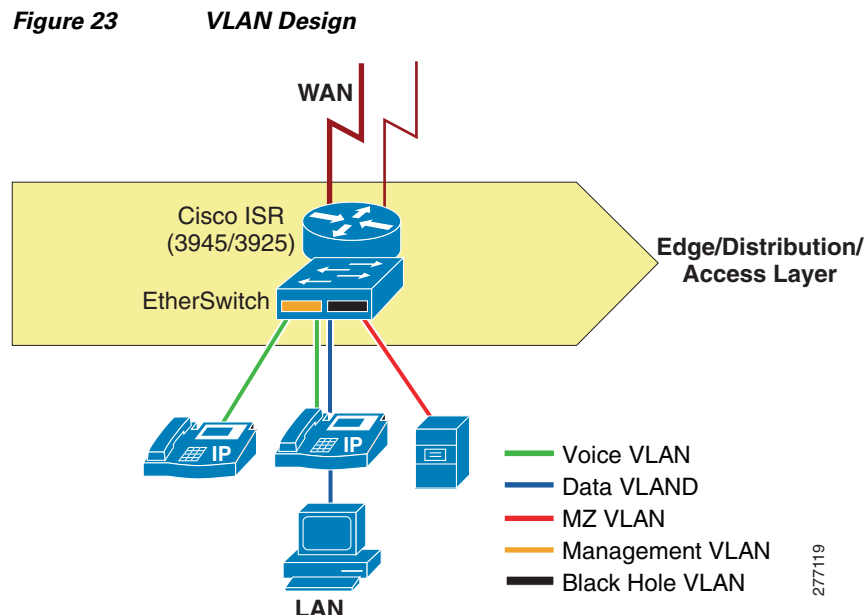 Figure 23 VLAN Design
WAN
Cisco ISR
(3945/3925)
Edge/Distribution/
Access Layer
EtherSwitch
IP
IP
Voice VLAN
Data VLAND
MZ VLAN
Management VLAN
Black Hole VLAN
LAN
277119